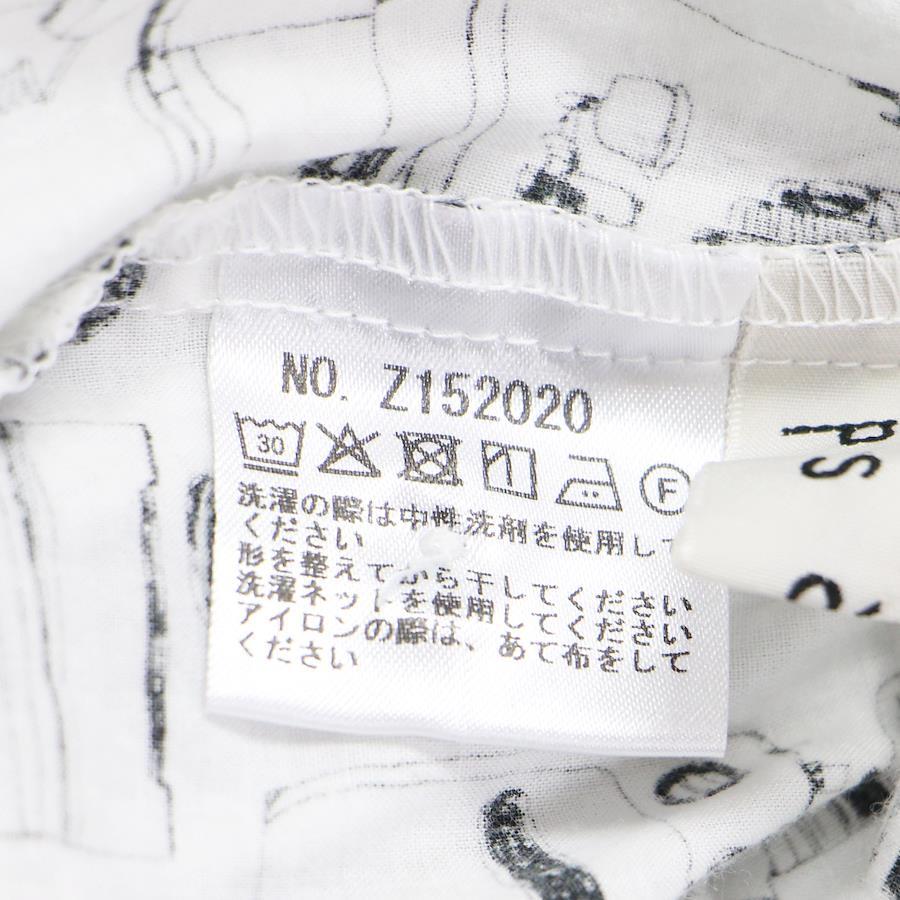 NO. Z152020
30
F
洗濯の際は中性洗剤を使用して
ください
形を整えてから干してください
洗濯ネットを使用してください
アイロンの際は、あて布をして
ください
ps